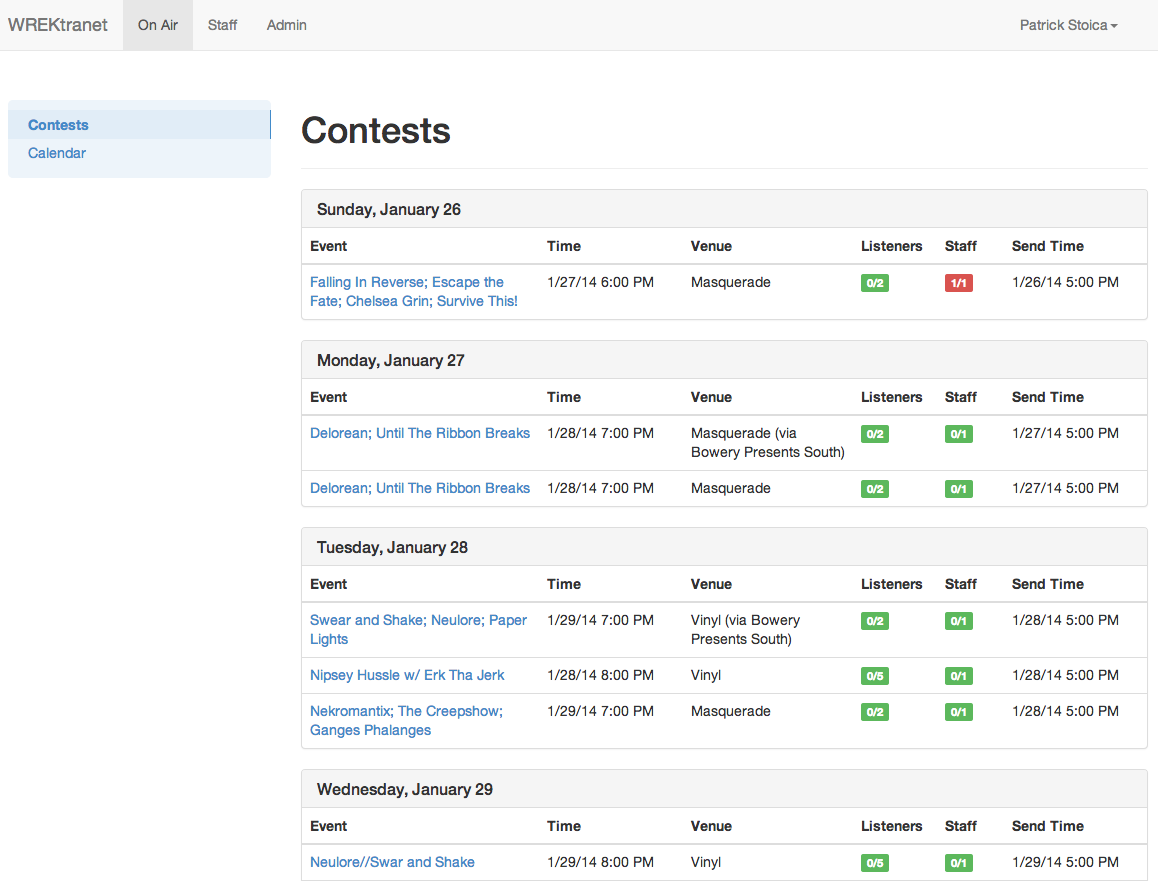 WREKtranet On Air Staff Admin Patrick Stoica
Contests
Calendar
Contests
Sunday, January 26
Event Time Venue Listeners Staff Send Time
Falling In Reverse; Escape the 1/27/14 6:00 PM Masquerade 0/2 1/1 1/26/14 5:00 PM
Fate; Chelsea Grin; Survive This!
Monday, January 27
Event Time Venue Listeners Staff Send Time
Delorean; Until The Ribbon Breaks 1/28/14 7:00 PM Masquerade (via 0/2 0/1 1/27/14 5:00 PM
Bowery Presents South)
Delorean; Until The Ribbon Breaks 1/28/14 7:00 PM Masquerade 0/2 0/1 1/27/14 5:00 PM
Tuesday, January 28
Event Time Venue Listeners Staff Send Time
Swear and Shake; Neulore; Paper 1/29/14 7:00 PM Vinyl (via Bowery 0/2 0/1 1/28/14 5:00 PM
Lights Presents South)
Nipsey Hussle w/ Erk Tha Jerk 1/28/14 8:00 PM Vinyl 0/5 0/1 1/28/14 5:00 PM
Nekromantix; The Creepshow; 1/29/14 7:00 PM Masquerade 0/2 0/1 1/28/14 5:00 PM
Ganges Phalanges
Wednesday, January 29
Event Time Venue Listeners Staff Send Time
Neulore//Swar and Shake 1/29/14 8:00 PM Vinyl 0/5 0/1 1/29/14 5:00 PM